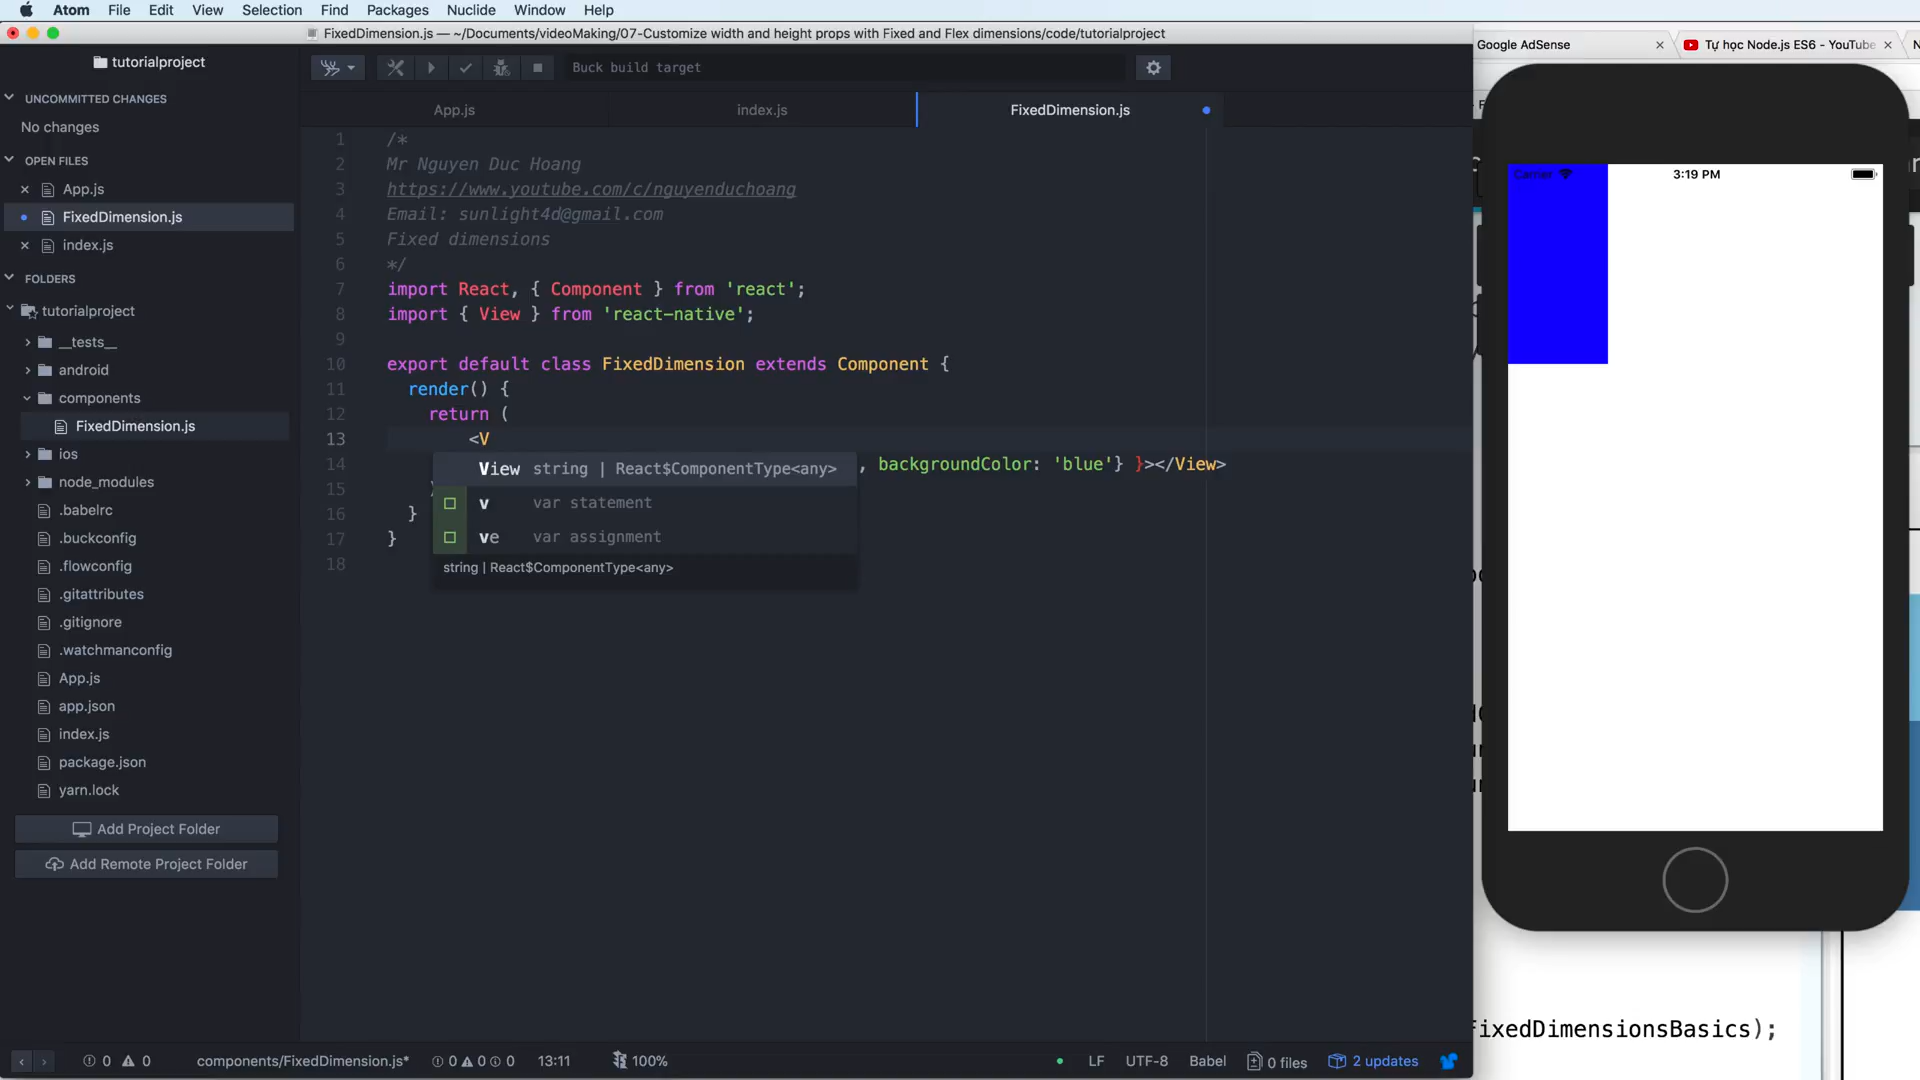 Atom File Edit View Selection Find Packages Nuclide Window Help
FixedDimension.js — ~/Documents/videoMaking/07-Customize width and height props with Fixed and Flex dimensions/code/tutorialproject
Google AdSense
Tự học Node.js ES6 - YouTube
tutorialproject
Buck build target
UNCOMMITTED CHANGES
No changes
OPEN FILES
App.js
FixedDimension.js
index.js
FOLDERS
tutorialproject
__tests__
android
components
FixedDimension.js
ios
node_modules
.babelrc
.buckconfig
.flowconfig
.gitattributes
.gitignore
.watchmanconfig
App.js
app.json
index.js
package.json
yarn.lock
Add Project Folder
Add Remote Project Folder
App.js index.js FixedDimension.js
1 /*
2 Mr Nguyen Duc Hoang
3 https://www.youtube.com/c/nguyenduchoang
4 Email: sunlight4d@gmail.com
5 Fixed dimensions
6 */
7 import React, { Component } from 'react';
8 import { View } from 'react-native';
9
10 export default class FixedDimension extends Component {
11 render() {
12 return (
13 <V
14 , backgroundColor: 'blue'} }></View>
15 )
16 }
17 }
18
View string | React$ComponentType<any>
v var statement
ve var assignment
string | React$ComponentType<any>
Carrier 3:19 PM
FixedDimensionsBasics);
0 0 components/FixedDimension.js* 0 0 0 13:11 100% LF UTF-8 Babel 0 files 2 updates